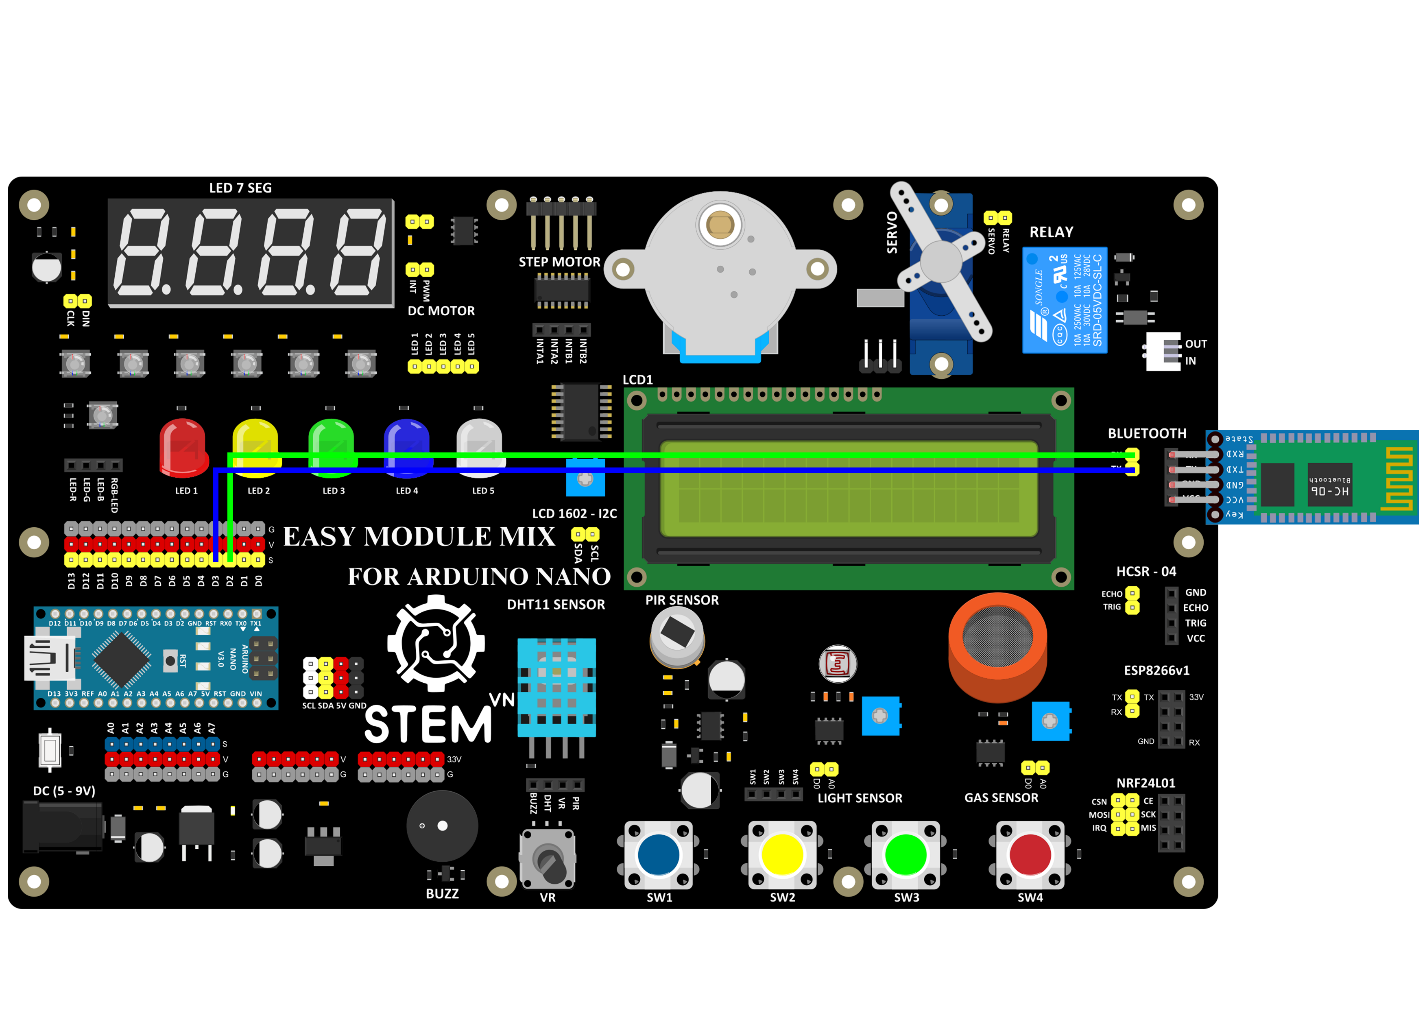 LED 7 SEG
CLK
DIN
INT
PWM
DC MOTOR
STEP MOTOR
INTA1
INTA2
INTB1
INTB2
SERVO
SERVO
RELAY
RELAY
SONGLE
10A 250VAC 10A 125VAC
10A 30VDC 10A 28VDC
SRD-05VDC-SL-C
OUT
IN
LED 1
LED 2
LED 3
LED 4
LED 5
LED 1
LED 2
LED 3
LED 4
LED 5
LED-R
LED-G
LED-B
RGB-LED
LCD1
LCD 1602 - I2C
SDA
SCL
BLUETOOTH
State
RXD
TXD
GND
VCC
Key
HC-06
Bluetooth
G
V
S
D13
D12
D11
D10
D9
D8
D7
D6
D5
D4
D3
D2
D1
D0
EASY MODULE MIX
FOR ARDUINO NANO
D12 D11 D10 D9 D8 D7 D6 D5 D4 D3 D2 GND RST RX0 TX0 TX1
RST
V3.0
NANO
ARUINO
D13 3V3 REF A0 A1 A2 A3 A4 A5 A6 A7 5V RST GND VIN
SCL SDA 5V GND
STEM
VN
DHT11 SENSOR
PIR SENSOR
HCSR - 04
ECHO
TRIG
GND
ECHO
TRIG
VCC
ESP8266v1
TX
RX
TX
33V
GND
RX
A0
A1
A2
A3
A4
A5
A6
A7
S
V
G
V
G
33V
G
DC (5 - 9V)
BUZZ
BUZZ
DHT
VR
PIR
VR
SW1
SW2
SW3
SW4
D0
A0
LIGHT SENSOR
D0
A0
GAS SENSOR
NRF24L01
CSN
CE
MOSI
SCK
IRQ
MIS
SW1
SW2
SW3
SW4